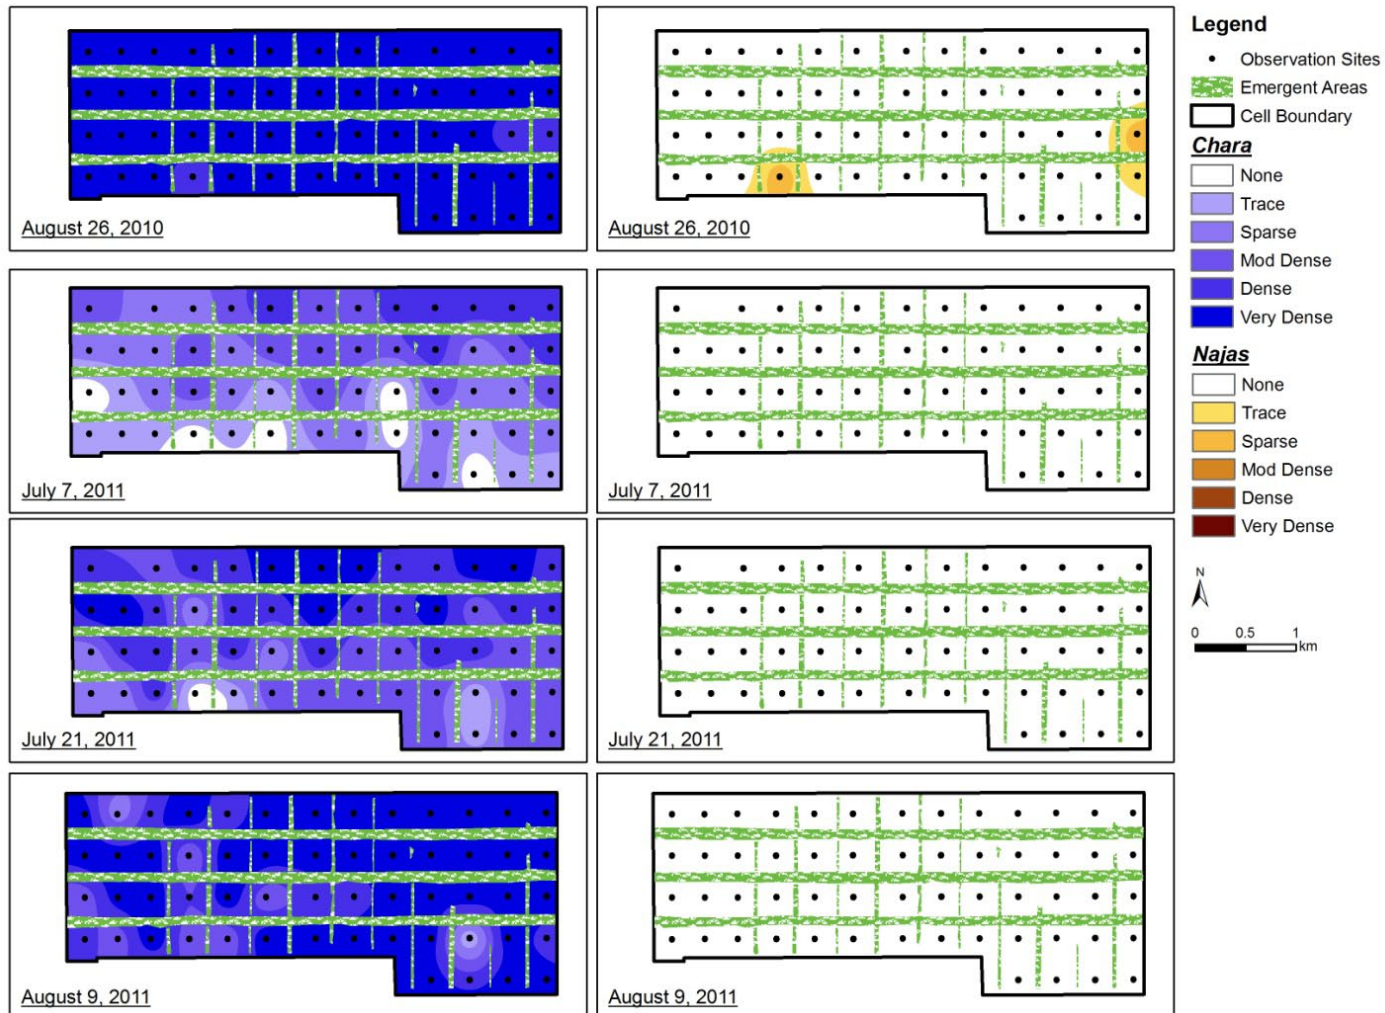 August 26, 2010
August 26, 2010
July 7, 2011
July 7, 2011
July 21, 2011
July 21, 2011
August 9, 2011
August 9, 2011
Legend
Observation Sites
Emergent Areas
Cell Boundary
Chara
None
Trace
Sparse
Mod Dense
Dense
Very Dense
Najas
None
Trace
Sparse
Mod Dense
Dense
Very Dense
N
0 0.5 1
km